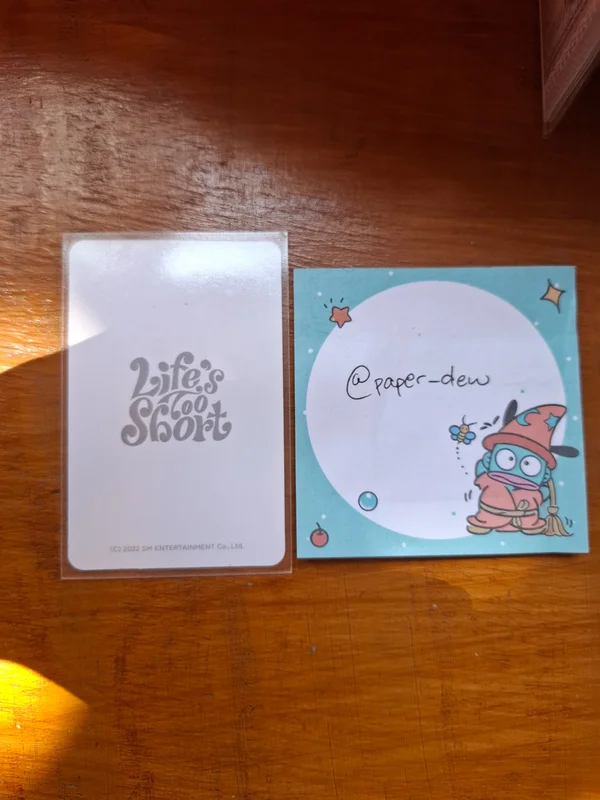 Life's
Too
Short
(C) 2022 SM ENTERTAINMENT Co., Ltd.
@paper_dew